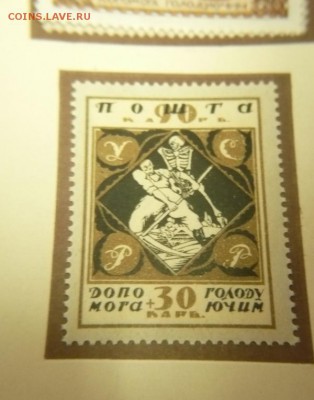 COINS.LAVE.RU
ПОШТА
90
КАРБ.
У С
Р Р
ДОПО + 30 ГОЛОДУ
МОГА КАРБ. ЮЧИМ